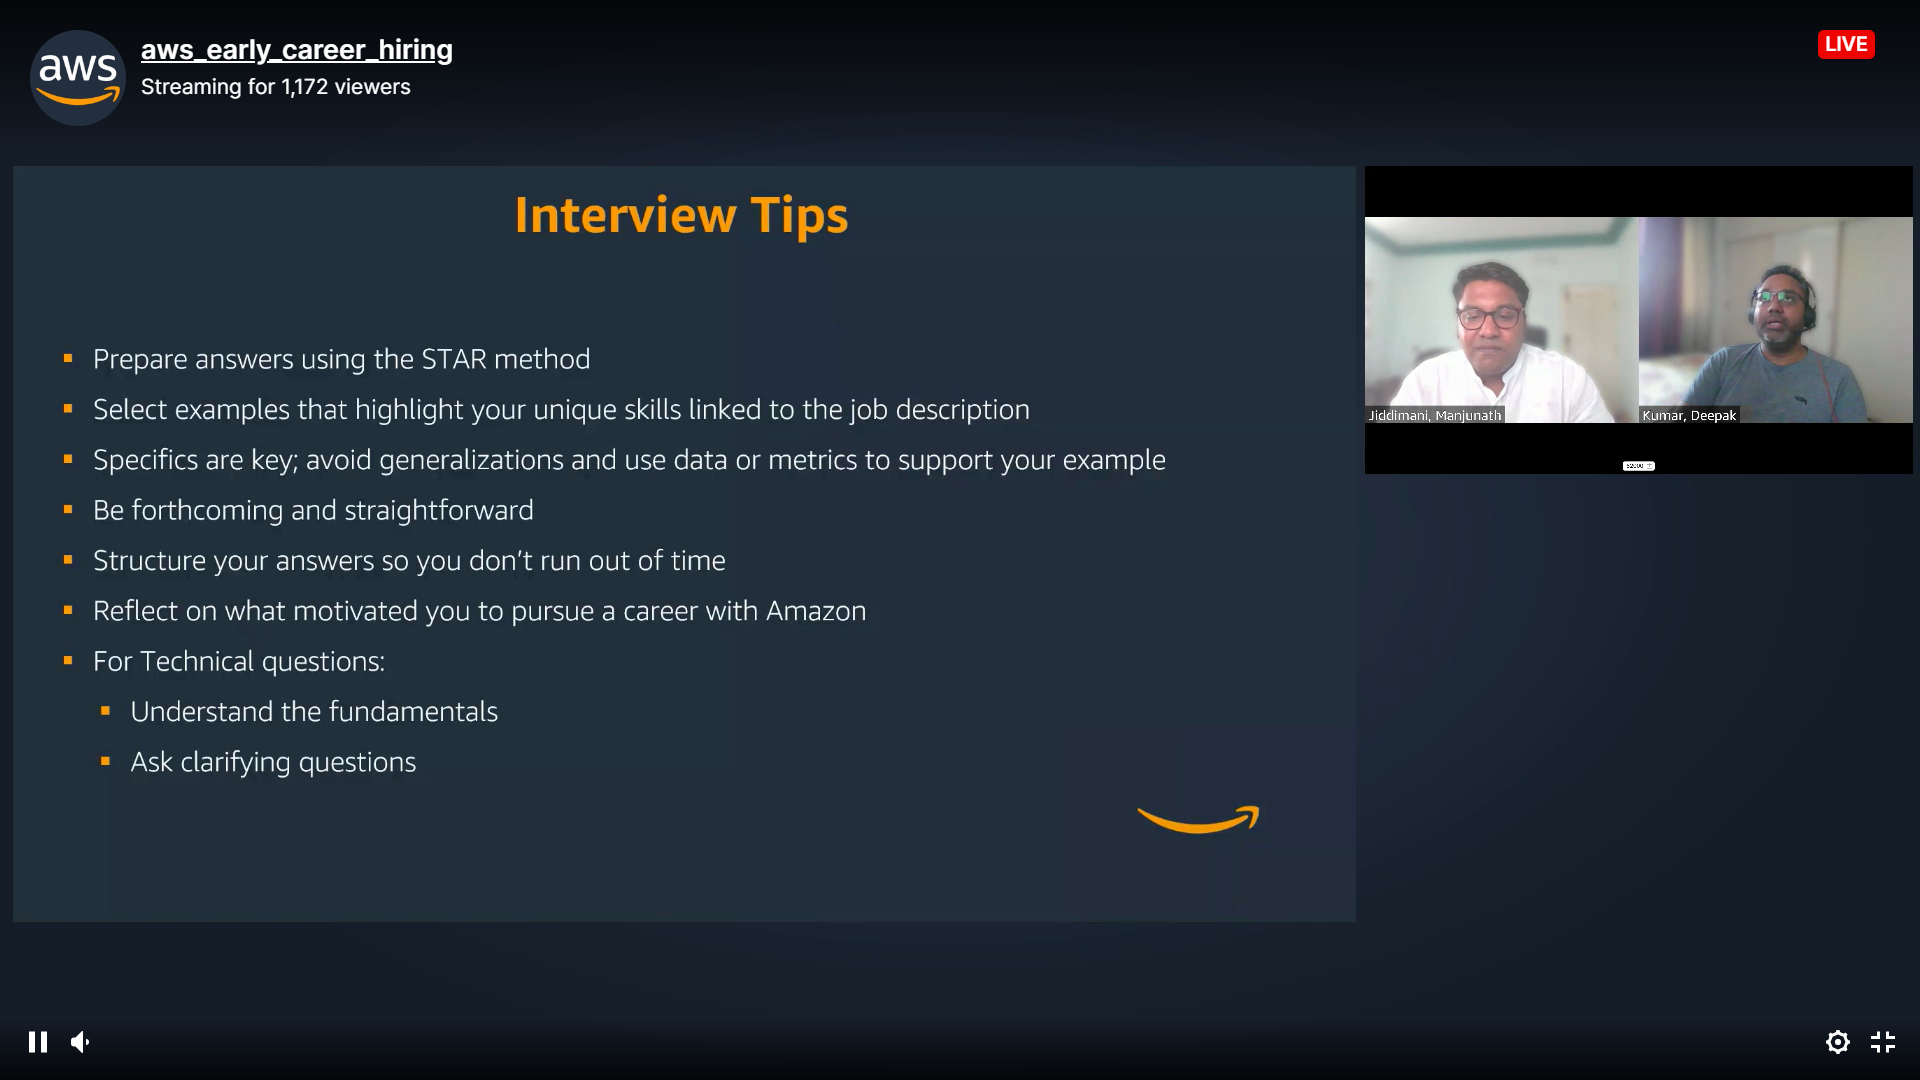 aws
aws_early_career_hiring
Streaming for 1,172 viewers
LIVE
Interview Tips
Prepare answers using the STAR method
Select examples that highlight your unique skills linked to the job description
Specifics are key; avoid generalizations and use data or metrics to support your example
Be forthcoming and straightforward
Structure your answers so you don't run out of time
Reflect on what motivated you to pursue a career with Amazon
For Technical questions:
Understand the fundamentals
Ask clarifying questions
Jiddimani, Manjunath
Kumar, Deepak